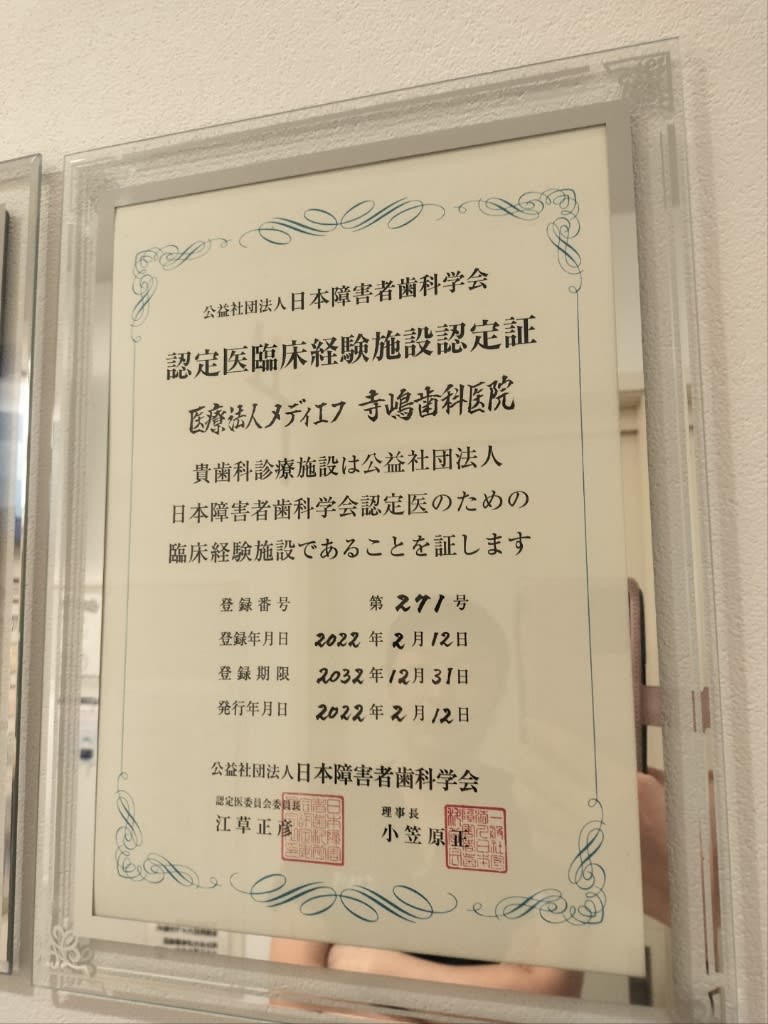 公益社団法人日本障害者歯科学会
認定医臨床経験施設認定証
医療法人メディエフ 寺嶋歯科医院
貴歯科診療施設は公益社団法人
日本障害者歯科学会認定医のための
臨床経験施設であることを証します
登録番号 第271号
登録年月日 2022年2月12日
登録期限 2032年12月31日
発行年月日 2022年2月12日
公益社団法人日本障害者歯科学会
認定医委員会委員長
江草正彦
理事長
小笠原正